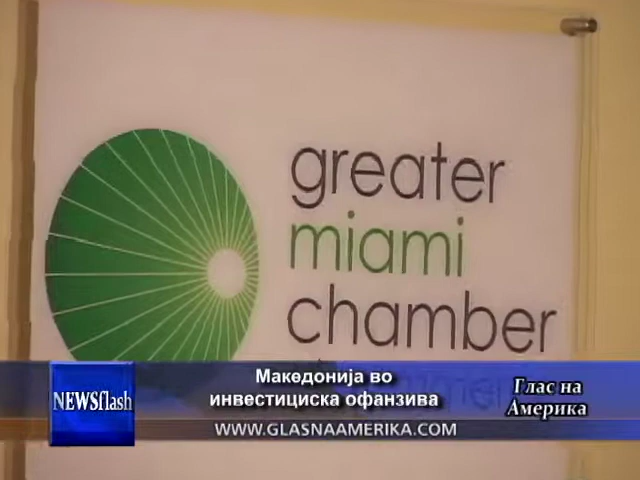 greater
miami
chamber
Македонија во
инвестициска офанзива
NEWSflash
Глас на
Америка
WWW.GLASNAAMERIKA.COM